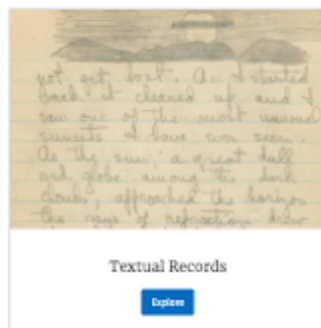 not get lost. As I started
back it cleared up and I
saw one of the most unusual
sunsets I have ever seen.
As the sun, a great dull
red globe among the dark
clouds, approached the horizon
the rays of refraction drew
Textual Records
Explore